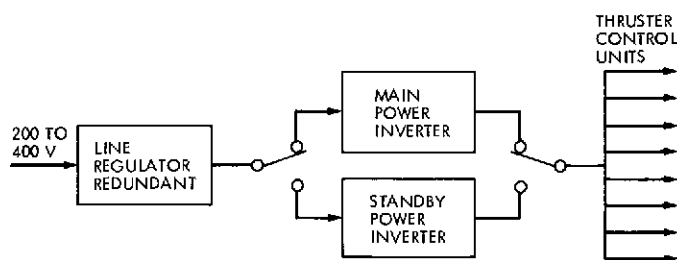 THRUSTER
CONTROL
UNITS
200 TO
400 V
LINE
REGULATOR
REDUNDANT
MAIN
POWER
INVERTER
STANDBY
POWER
INVERTER